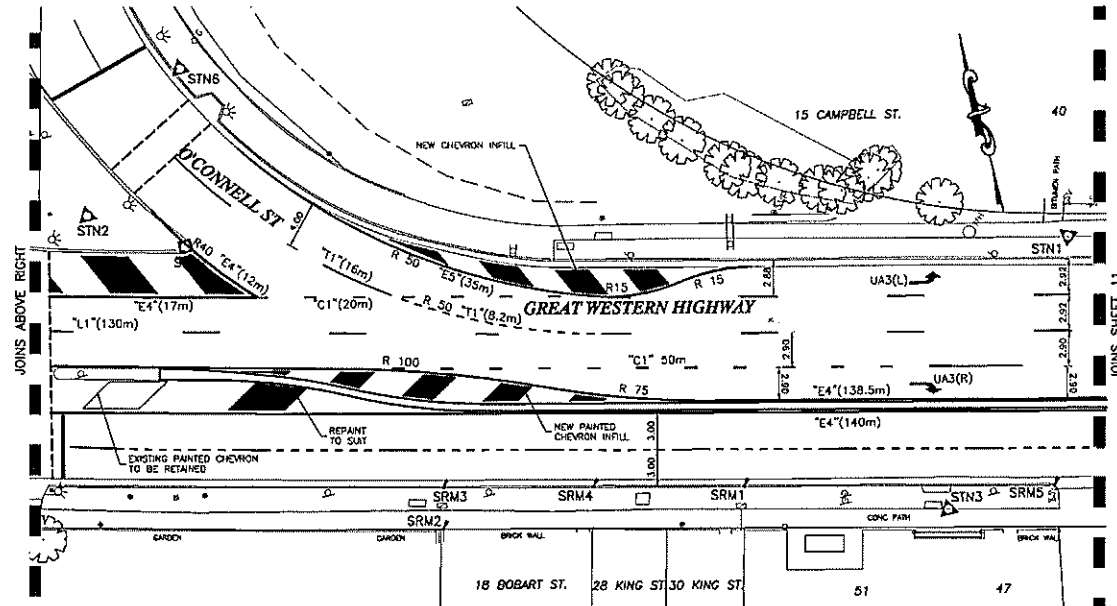 STN6
15 CAMPBELL ST.
40
NEW CHEVRON INFILL
BITUMEN PATH
O'CONNELL ST
STN2
STN1
JOINS ABOVE RIGHT
4.00
R40 "E4"(12m)
R 50
"E5"(35m)
"T1"(16m)
R15
R 15
2.88
UA3(L)
2.92
"E4"(17m)
"C1"(20m)
R 50
"T1"(8.2m)
GREAT WESTERN HIGHWAY
2.92
"L1"(130m)
R 100
"C1" 50m
2.90
2.90
R 75
2.90
UA3(R)
2.90
"E4"(138.5m)
"E4"(140m)
REPAINT
TO SUIT
NEW PAINTED
CHEVRON INFILL
EXISTING PAINTED CHEVRON
TO BE RETAINED
3.00
3.00
SRM3
SRM4
SRM1
STN3
SRM5
SRM2
CONC PATH
GARDEN
GARDEN
BRICK WALL
BRICK WALL
18 BOBART ST.
28 KING ST
30 KING ST.
51
47